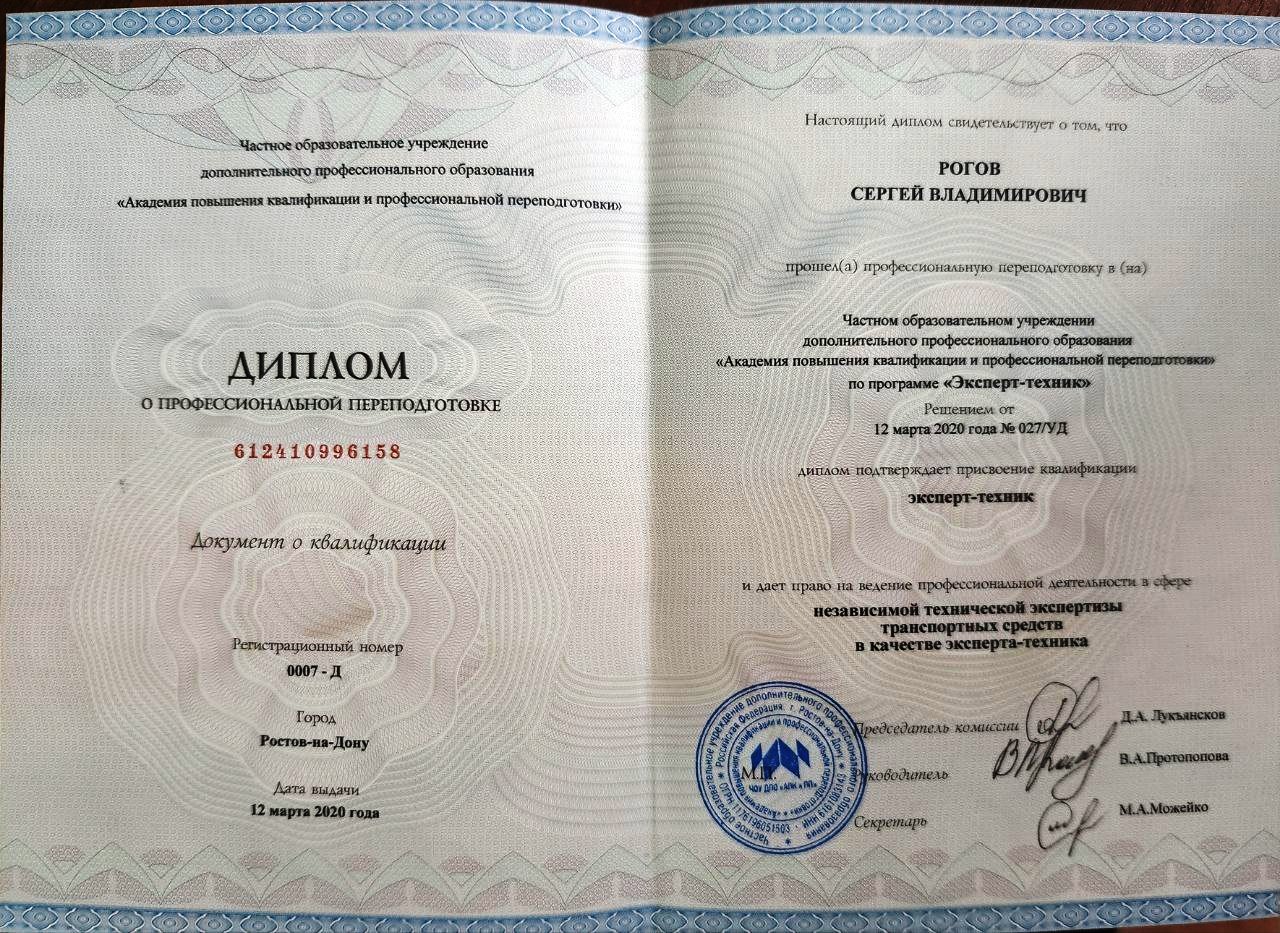 Частное образовательное учреждение
дополнительного профессионального образования
«Академия повышения квалификации и профессиональной переподготовки»
ДИПЛОМ
О ПРОФЕССИОНАЛЬНОЙ ПЕРЕПОДГОТОВКЕ
612410996158
Документ о квалификации
Регистрационный номер
0007 - Д
Город
Ростов-на-Дону
Дата выдачи
12 марта 2020 года
Настоящий диплом свидетельствует о том, что
РОГОВ
СЕРГЕЙ ВЛАДИМИРОВИЧ
прошел(а) профессиональную переподготовку в (на)
Частном образовательном учреждении
дополнительного профессионального образования
«Академия повышения квалификации и профессиональной переподготовки»
по программе «Эксперт-техник»
Решением от
12 марта 2020 года № 027/УД
диплом подтверждает присвоение квалификации
эксперт-техник
и дает право на ведение профессиональной деятельности в сфере
независимой технической экспертизы
транспортных средств
в качестве эксперта-техника
Председатель комиссии Д.А. Лукьянсков
М.П. Руководитель В.А.Протопопова
Секретарь М.А.Можейко
Частное образовательное учреждение дополнительного профессионального образования
Российская Федерация, г. Ростов-на-Дону
ОГРН 1176196051503 ИНН 6161083143
«Академия повышения квалификации и профессиональной переподготовки»
ЧОУ ДПО «АПК и ПП»